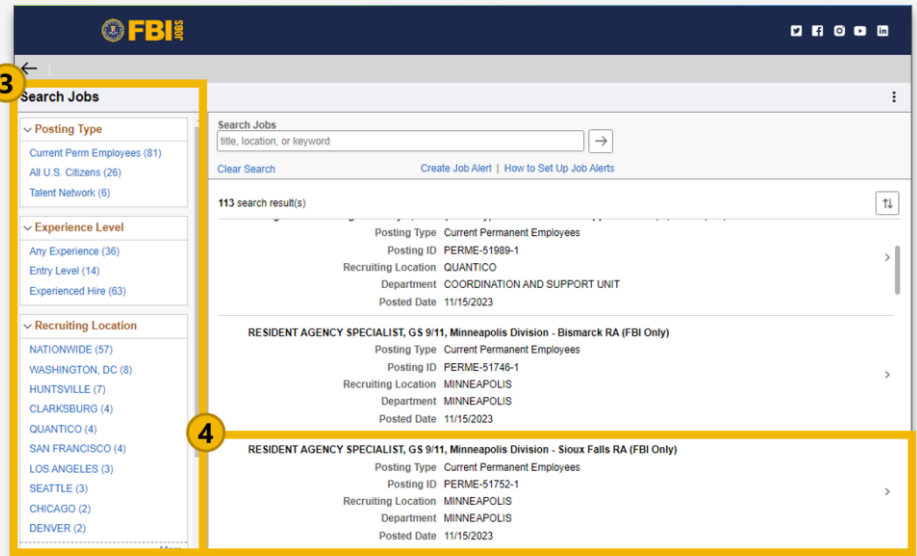 FBI JOBS
3
Search Jobs
Posting Type
Current Perm Employees (81)
All U.S. Citizens (26)
Talent Network (6)
Experience Level
Any Experience (36)
Entry Level (14)
Experienced Hire (63)
Recruiting Location
NATIONWIDE (57)
WASHINGTON, DC (8)
HUNTSVILLE (7)
CLARKSBURG (4)
QUANTICO (4)
SAN FRANCISCO (4)
LOS ANGELES (3)
SEATTLE (3)
CHICAGO (2)
DENVER (2)
Search Jobs
title, location, or keyword
Clear Search
Create Job Alert | How to Set Up Job Alerts
113 search result(s)
Posting Type Current Permanent Employees
Posting ID PERME-51989-1
Recruiting Location QUANTICO
Department COORDINATION AND SUPPORT UNIT
Posted Date 11/15/2023
RESIDENT AGENCY SPECIALIST, GS 9/11, Minneapolis Division - Bismarck RA (FBI Only)
Posting Type Current Permanent Employees
Posting ID PERME-51746-1
Recruiting Location MINNEAPOLIS
Department MINNEAPOLIS
Posted Date 11/15/2023
4
RESIDENT AGENCY SPECIALIST, GS 9/11, Minneapolis Division - Sioux Falls RA (FBI Only)
Posting Type Current Permanent Employees
Posting ID PERME-51752-1
Recruiting Location MINNEAPOLIS
Department MINNEAPOLIS
Posted Date 11/15/2023